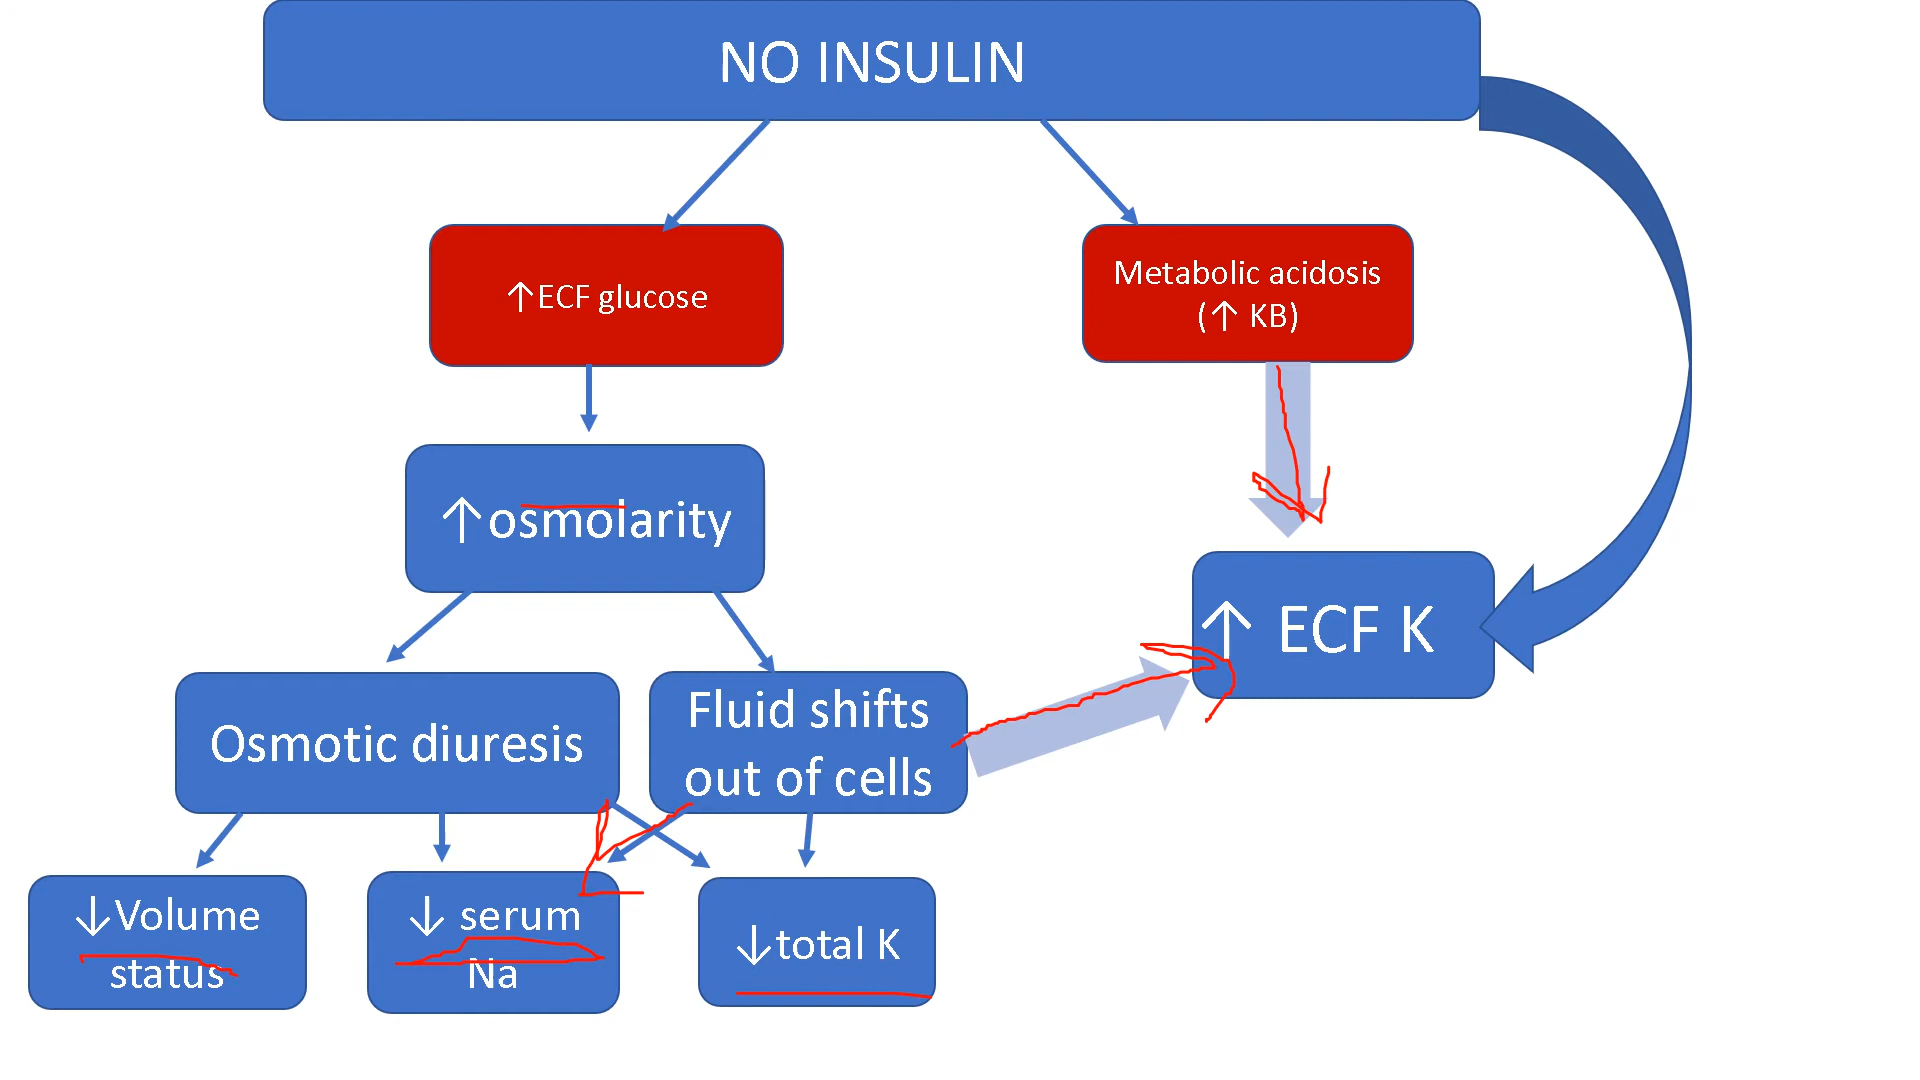 NO INSULIN
↑ECF glucose
Metabolic acidosis
(↑ KB)
↑osmolarity
↑ ECF K
Osmotic diuresis
Fluid shifts
out of cells
↓Volume
status
↓ serum
Na
↓total K